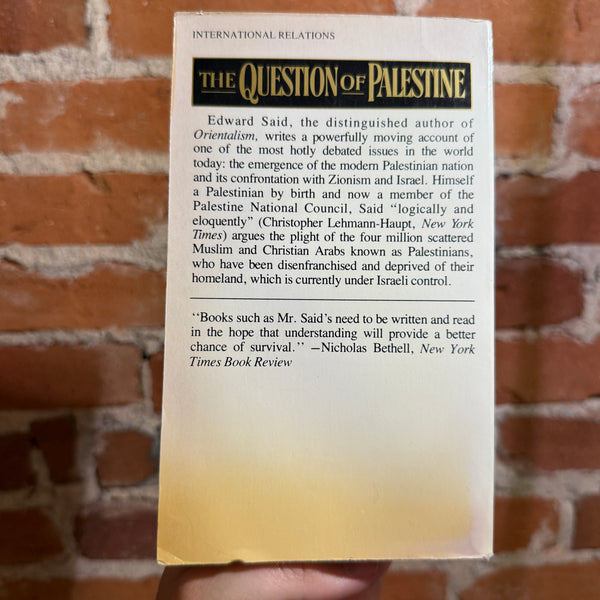 INTERNATIONAL RELATIONS
THE QUESTION OF PALESTINE
Edward Said, the distinguished author of
Orientalism, writes a powerfully moving account of
one of the most hotly debated issues in the world
today: the emergence of the modern Palestinian nation
and its confrontation with Zionism and Israel. Himself
a Palestinian by birth and now a member of the
Palestine National Council, Said “logically and
eloquently” (Christopher Lehmann-Haupt, New York
Times) argues the plight of the four million scattered
Muslim and Christian Arabs known as Palestinians,
who have been disenfranchised and deprived of their
homeland, which is currently under Israeli control.
‘‘Books such as Mr. Said’s need to be written and read
in the hope that understanding will provide a better
chance of survival.’’ —Nicholas Bethell, New York
Times Book Review